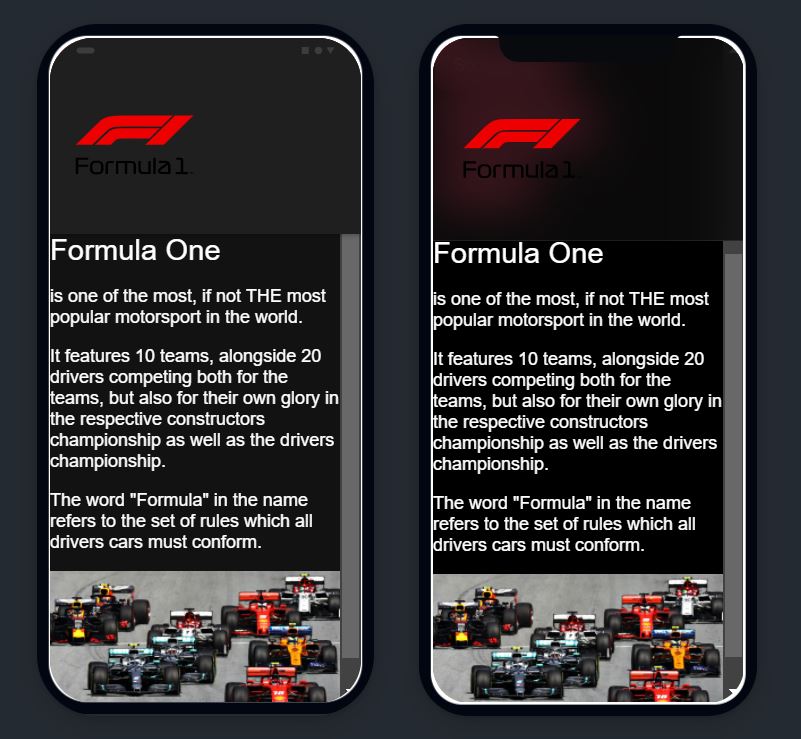 Formula 1
Formula One
is one of the most, if not THE most
popular motorsport in the world.
It features 10 teams, alongside 20
drivers competing both for the
teams, but also for their own glory in
the respective constructors
championship as well as the drivers
championship.
The word "Formula" in the name
refers to the set of rules which all
drivers cars must conform.
Formula 1
Formula One
is one of the most, if not THE most
popular motorsport in the world.
It features 10 teams, alongside 20
drivers competing both for the
teams, but also for their own glory in
the respective constructors
championship as well as the drivers
championship.
The word "Formula" in the name
refers to the set of rules which all
drivers cars must conform.